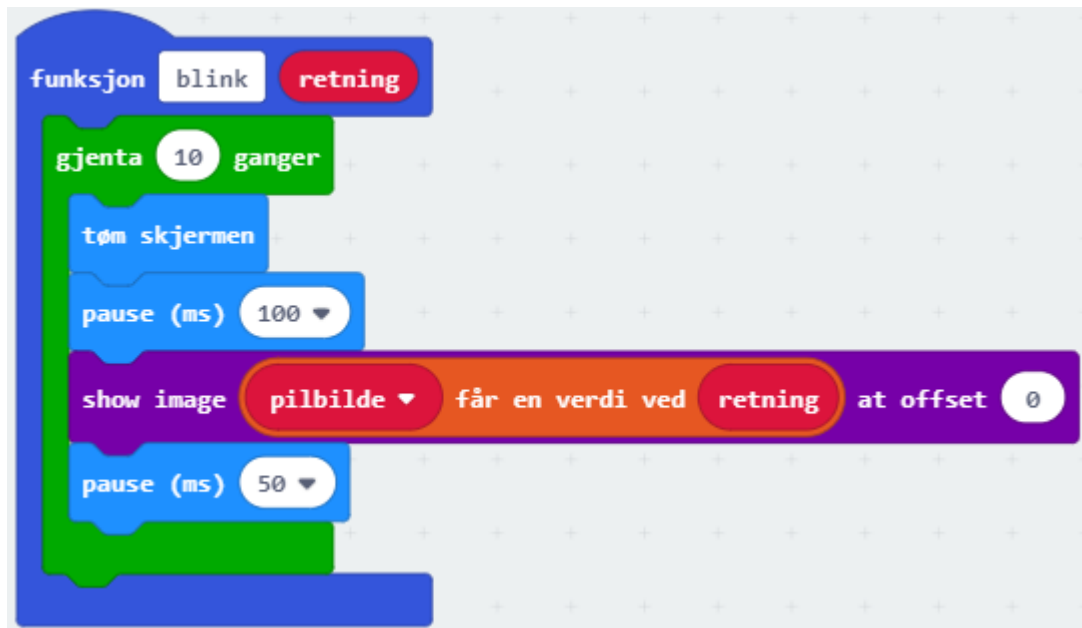 funksjon blink retning
gjenta 10 ganger
tøm skjermen
pause (ms) 100
show image pilbilde får en verdi ved retning at offset 0
pause (ms) 50